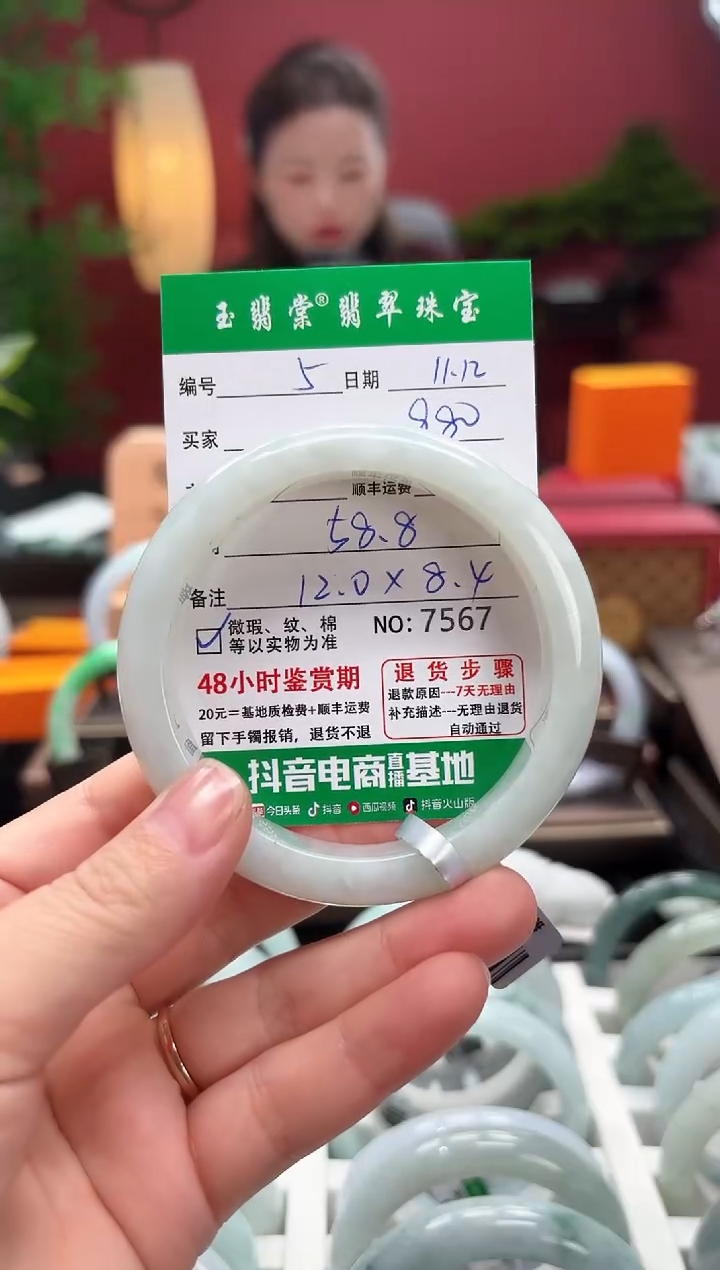 玉翡棠®翡翠珠宝
编号 5 日期 11.12
买家 880
顺丰运费
58.8
备注 12.0×8.4
微瑕、纹、棉
等以实物为准
NO: 7567
48小时鉴赏期
20元=基地质检费+顺丰运费
留下手镯报销，退货不退
退货步骤
退款原因---7天无理由
补充描述---无理由退货
自动通过
抖音电商直播基地
今日头条 抖音 西瓜视频 抖音火山版